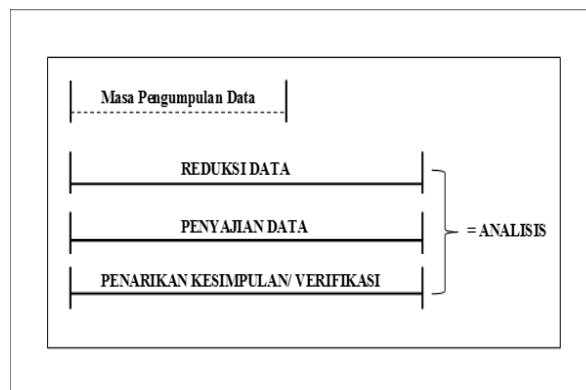 Masa Pengumpulan Data
REDUKSI DATA
PENYAJIAN DATA
= ANALISIS
PENARIKAN KESIMPULAN/ VERIFIKASI